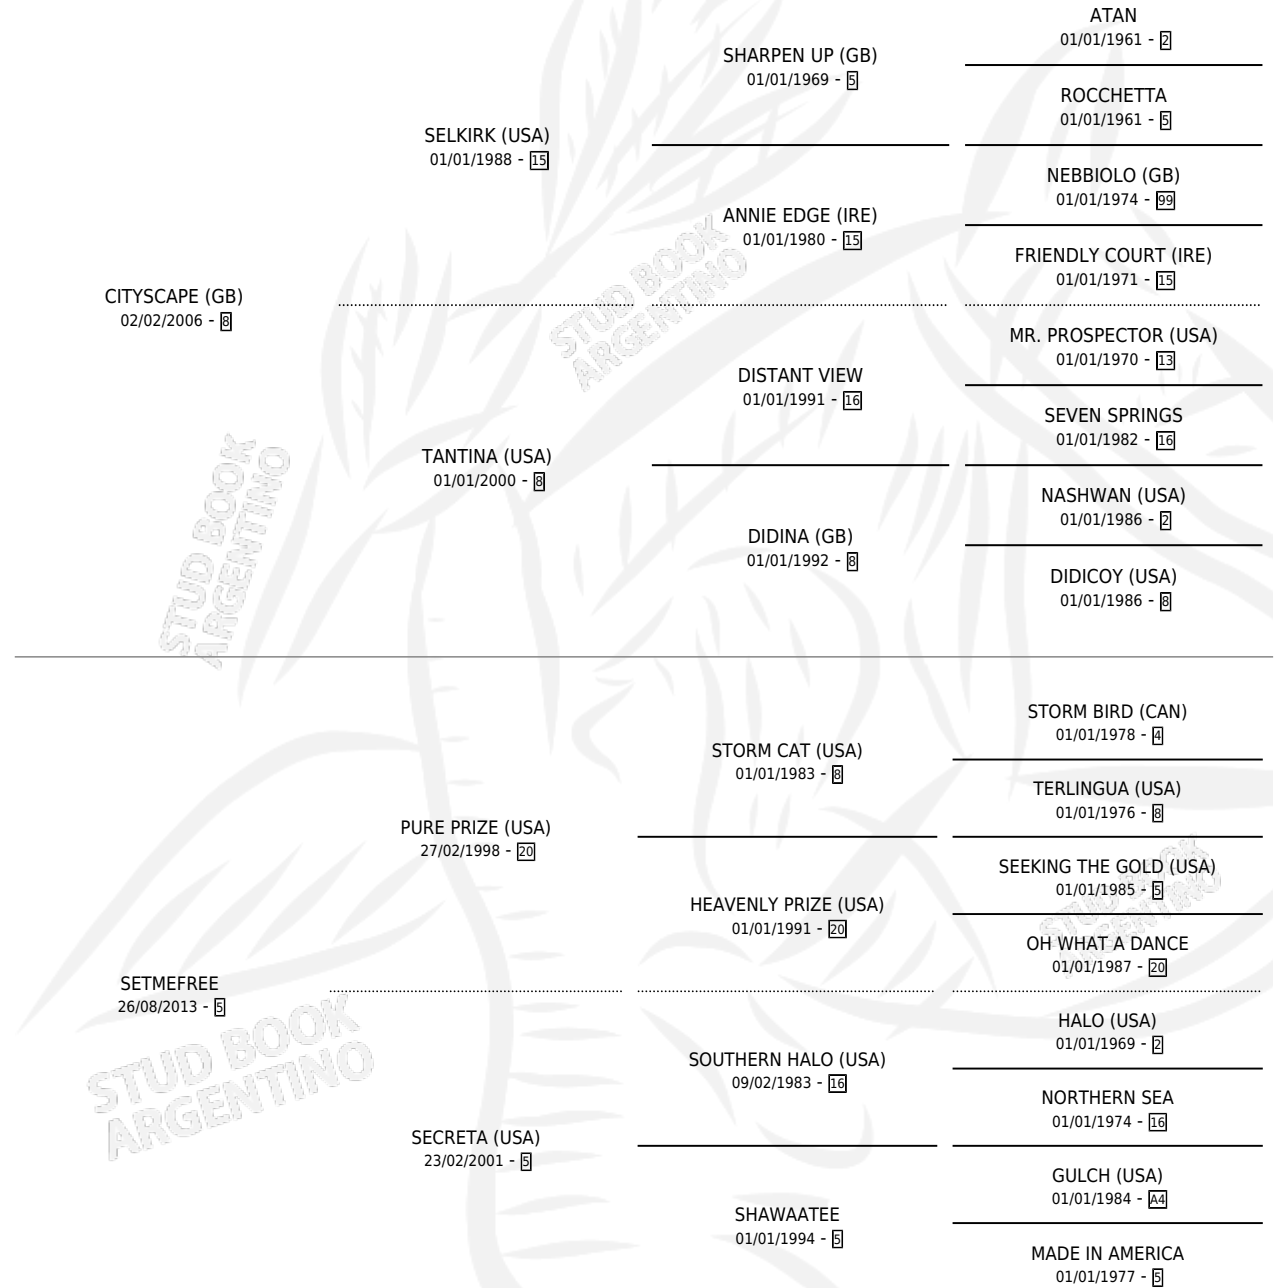 ATAN
01/01/1961 - 2
SHARPEN UP (GB)
01/01/1969 - 5
ROCCHETTA
01/01/1961 - 5
SELKIRK (USA)
01/01/1988 - 15
NEBBIOLO (GB)
01/01/1974 - 99
ANNIE EDGE (IRE)
01/01/1980 - 15
FRIENDLY COURT (IRE)
01/01/1971 - 15
CITYSCAPE (GB)
02/02/2006 - 8
STUD BOOK
ARGENTINO
MR. PROSPECTOR (USA)
01/01/1970 - 13
DISTANT VIEW
01/01/1991 - 16
SEVEN SPRINGS
01/01/1982 - 16
TANTINA (USA)
01/01/2000 - 8
NASHWAN (USA)
01/01/1986 - 2
DIDINA (GB)
01/01/1992 - 8
DIDICOY (USA)
01/01/1986 - 8
STUD BOOK
ARGENTINO
STORM BIRD (CAN)
01/01/1978 - 4
STORM CAT (USA)
01/01/1983 - 8
TERLINGUA (USA)
01/01/1976 - 8
PURE PRIZE (USA)
27/02/1998 - 20
SEEKING THE GOLD (USA)
01/01/1985 - 5
HEAVENLY PRIZE (USA)
01/01/1991 - 20
OH WHAT A DANCE
01/01/1987 - 20
STUD BOOK
ARGENTINO
SETMEFREE
26/08/2013 - 5
HALO (USA)
01/01/1969 - 2
SOUTHERN HALO (USA)
09/02/1983 - 16
NORTHERN SEA
01/01/1974 - 16
STUD BOOK
ARGENTINO
SECRETA (USA)
23/02/2001 - 5
GULCH (USA)
01/01/1984 - A4
SHAWAATEE
01/01/1994 - 5
MADE IN AMERICA
01/01/1977 - 5